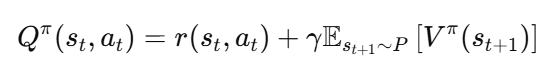 Q^π(s_t, a_t) = r(s_t, a_t) + γ𝔼_{s_{t+1}∼P} [V^π(s_{t+1})]